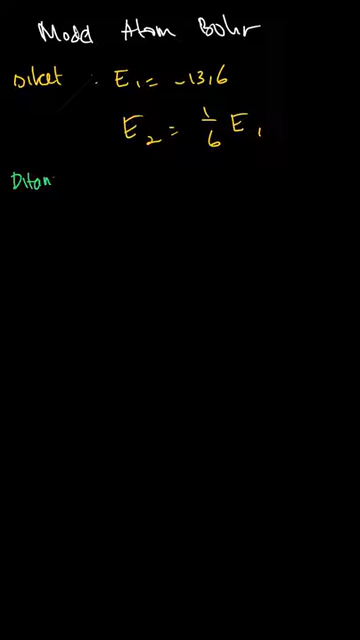 Model Atom Bohr
Diket : E₁ = -13,6
E₂ = 1/6 E₁
Ditan